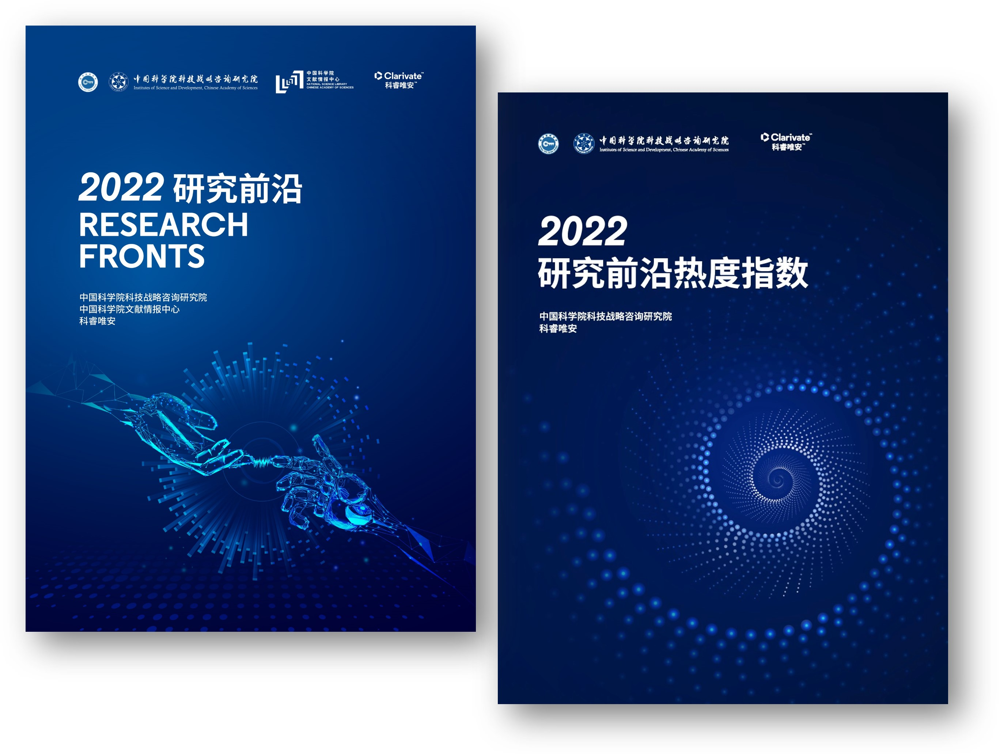 中国科学院科技战略咨询研究院
Institutes of Science and Development, Chinese Academy of Sciences
中国科学院
文献情报中心
NATIONAL SCIENCE LIBRARY
CHINESE ACADEMY OF SCIENCES
Clarivate™
科睿唯安™
2022 研究前沿
RESEARCH
FRONTS
中国科学院科技战略咨询研究院
中国科学院文献情报中心
科睿唯安
中国科学院科技战略咨询研究院
Institutes of Science and Development, Chinese Academy of Sciences
Clarivate™
科睿唯安™
2022
研究前沿热度指数
中国科学院科技战略咨询研究院
科睿唯安